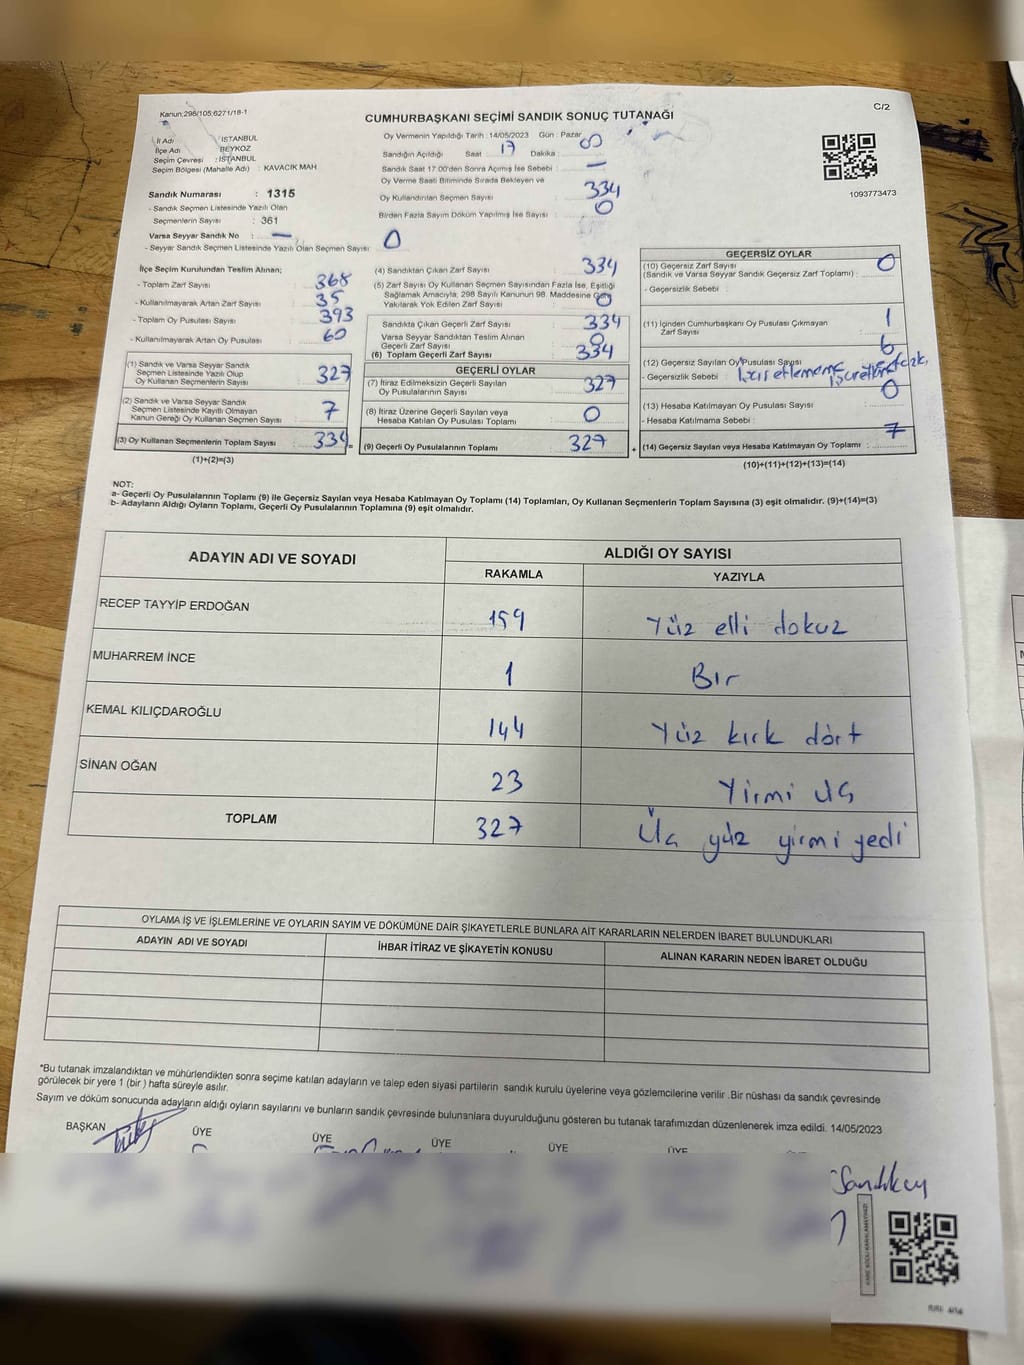 Kanun:298/105;6271/18-1
C/2
CUMHURBAŞKANI SEÇİMİ SANDIK SONUÇ TUTANAĞI
İl Adı : İSTANBUL
İlçe Adı : BEYKOZ
Seçim Çevresi : İSTANBUL
Seçim Bölgesi (Mahalle Adı) : KAVACIK MAH
Sandık Numarası : 1315
- Sandık Seçmen Listesinde Yazılı Olan
Seçmenlerin Sayısı : 361
Varsa Seyyar Sandık No : —
- Seyyar Sandık Seçmen Listesinde Yazılı Olan Seçmen Sayısı : 0
Oy Vermenin Yapıldığı Tarih :14/05/2023 Gün : Pazar
Sandığın Açıldığı Saat : 17 Dakika :
Sandık Saat 17:00'den Sonra Açımış İse Sebebi : —
Oy Verme Saati Bitiminde Sırada Bekleyen ve
Oy Kullandırılan Seçmen Sayısı : 334
Birden Fazla Sayım Döküm Yapılmış İse Sayısı : 0
1093773473
İlçe Seçim Kurulundan Teslim Alınan;
- Toplam Zarf Sayısı : 368
- Kullanılmayarak Artan Zarf Sayısı : 35
- Toplam Oy Pusulası Sayısı : 393
- Kullanılmayarak Artan Oy Pusulası : 60
(1) Sandık ve Varsa Seyyar Sandık
Seçmen Listesinde Yazılı Olup
Oy Kullanan Seçmenlerin Sayısı : 327
(2) Sandık ve Varsa Seyyar Sandık
Seçmen Listesinde Kayıtlı Olmayan
Kanun Gereği Oy Kullanan Seçmen Sayısı : 7
(3) Oy Kullanan Seçmenlerin Toplam Sayısı : 334 =
(1)+(2)=(3)
(4) Sandıktan Çıkan Zarf Sayısı : 334
(5) Zarf Sayısı Oy Kullanan Seçmen Sayısından Fazla İse, Eşitliği
Sağlamak Amacıyla, 298 Sayılı Kanunun 98. Maddesine Göre
Yakılarak Yok Edilen Zarf Sayısı : 0
Sandıkta Çıkan Geçerli Zarf Sayısı : 334
Varsa Seyyar Sandıktan Teslim Alınan
Geçerli Zarf Sayısı : 0
(6) Toplam Geçerli Zarf Sayısı : 334
GEÇERLİ OYLAR
(7) İtiraz Edilmeksizin Geçerli Sayılan
Oy Pusulalarının Sayısı : 327
(8) İtiraz Üzerine Geçerli Sayılan veya
Hesaba Katılan Oy Pusulası Toplamı : 0
(9) Geçerli Oy Pusulalarının Toplamı : 327 +
GEÇERSİZ OYLAR
(10) Geçersiz Zarf Sayısı
(Sandık ve Varsa Seyyar Sandık Geçersiz Zarf Toplamı) : 0
- Geçersizlik Sebebi :
(11) İçinden Cumhurbaşkanı Oy Pusulası Çıkmayan
Zarf Sayısı : 1
(12) Geçersiz Sayılan Oy Pusulası Sayısı : 6
- Geçersizlik Sebebi :
(13) Hesaba Katılmayan Oy Pusulası Sayısı : 0
- Hesaba Katılmama Sebebi :
(14) Geçersiz Sayılan veya Hesaba Katılmayan Oy Toplamı : 7
(10)+(11)+(12)+(13)=(14)
NOT:
a- Geçerli Oy Pusulalarının Toplamı (9) ile Geçersiz Sayılan veya Hesaba Katılmayan Oy Toplamı (14) Toplamları, Oy Kullanan Seçmenlerin Toplam Sayısına (3) eşit olmalıdır. (9)+(14)=(3)
b- Adayların Aldığı Oyların Toplamı, Geçerli Oy Pusulalarının Toplamına (9) eşit olmalıdır.
ADAYIN ADI VE SOYADI ALDIĞI OY SAYISI
RAKAMLA YAZIYLA
RECEP TAYYİP ERDOĞAN 159 Yüz elli dokuz
MUHARREM İNCE 1 Bır
KEMAL KILIÇDAROĞLU 144 Yüz kırk dört
SİNAN OĞAN 23 Yirmi üç
TOPLAM 327 Üç yüz yirmi yedi
OYLAMA İŞ VE İŞLEMLERİNE VE OYLARIN SAYIM VE DÖKÜMÜNE DAİR ŞİKAYETLERLE BUNLARA AİT KARARLARIN NELERDEN İBARET BULUNDUKLARI
ADAYIN ADI VE SOYADI İHBAR İTİRAZ VE ŞİKAYETİN KONUSU ALINAN KARARIN NEDEN İBARET OLDUĞU
*Bu tutanak imzalandıktan ve mühürlendikten sonra seçime katılan adayların ve talep eden siyasi partilerin sandık kurulu üyelerine veya gözlemcilerine verilir .Bir nüshası da sandık çevresinde
görülecek bir yere 1 (bir ) hafta süreyle asılır.
Sayım ve döküm sonucunda adayların aldığı oyların sayılarını ve bunların sandık çevresinde bulunanlara duyurulduğunu gösteren bu tutanak tarafımızdan düzenlenerek imza edildi. 14/05/2023
BAŞKAN ÜYE ÜYE ÜYE ÜYE ÜYE